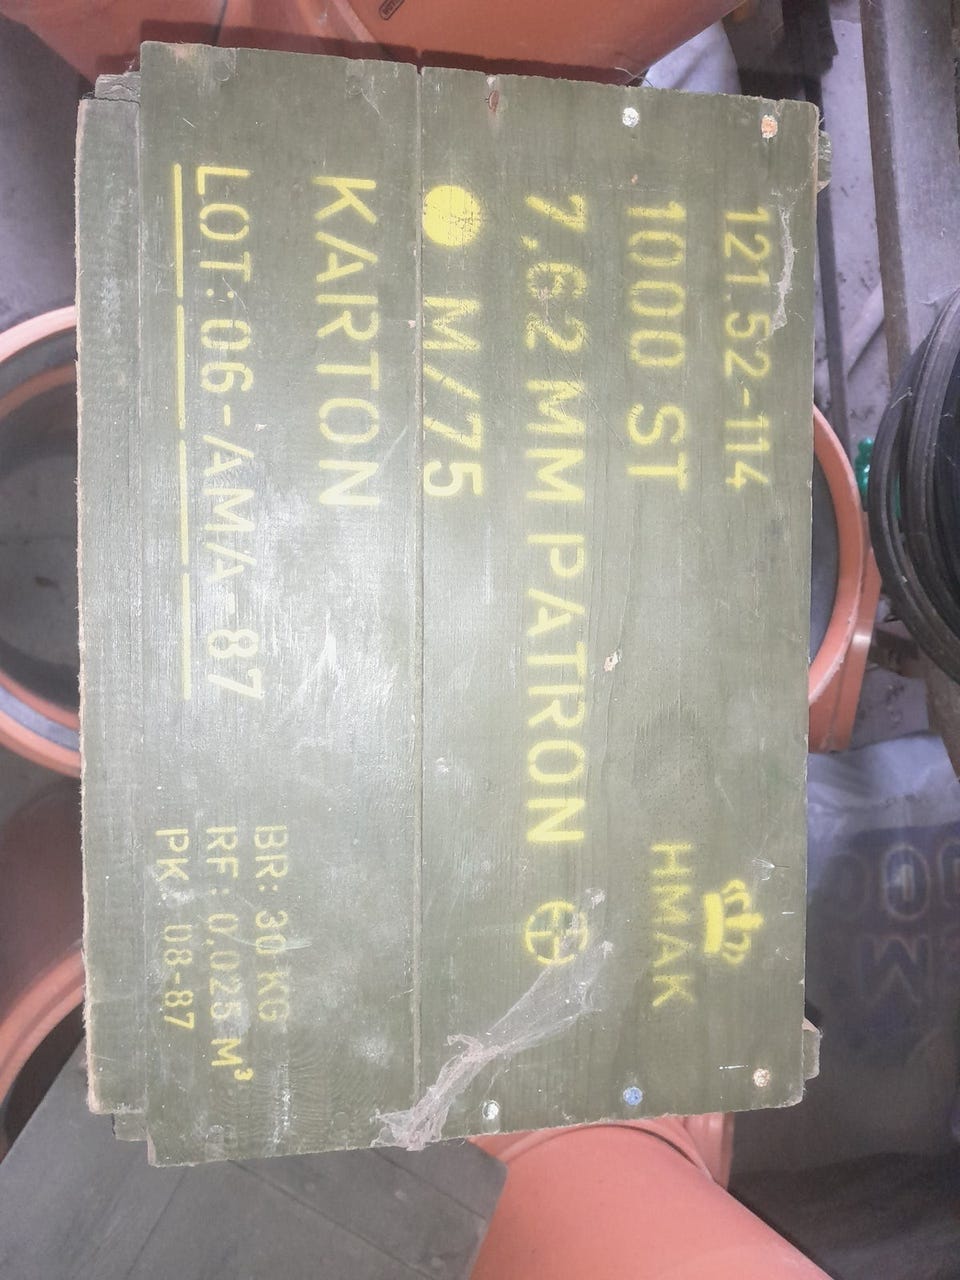 121.52-114
1000 ST
HMAK
7,62 MM PATRON
M/75
KARTON
LOT: 06-AMA-87
BR: 30 KG
RF: 0.025 M³
PK: 08-87